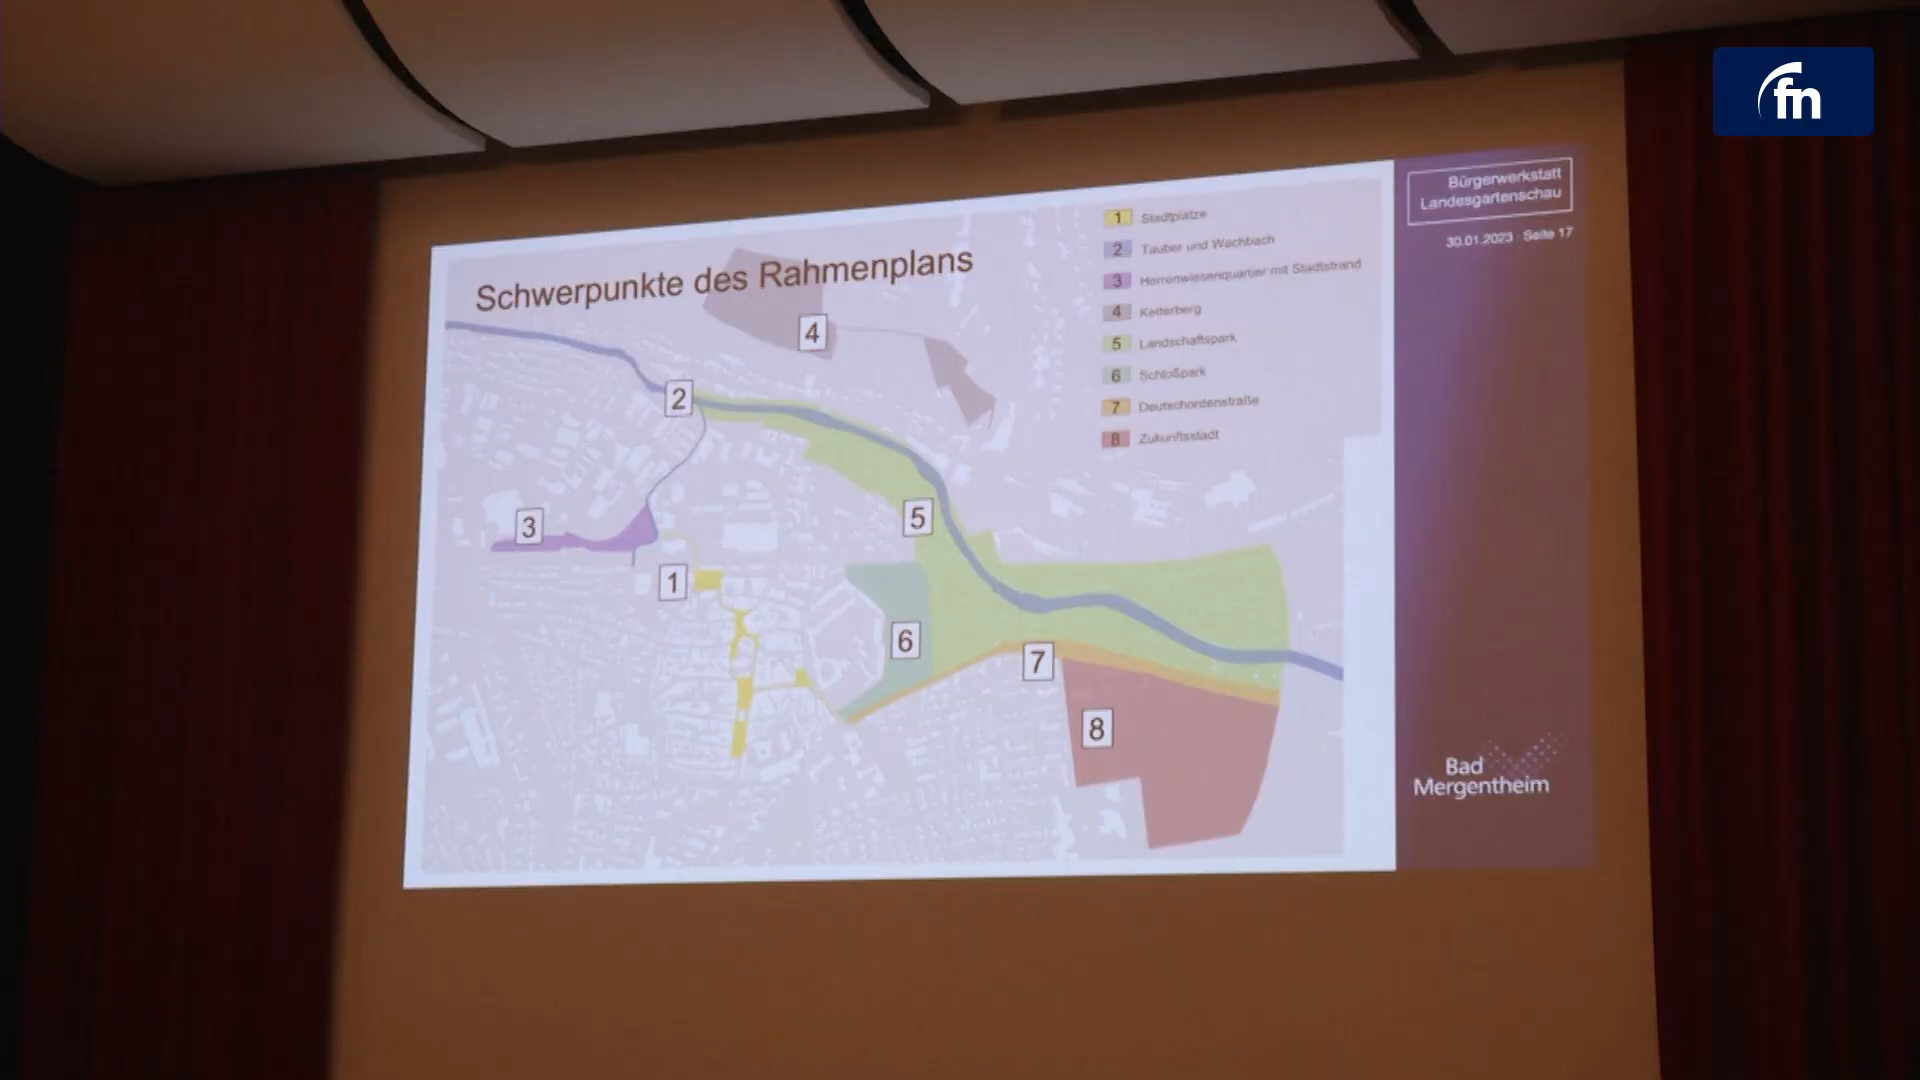 fn
Bürgerwerkstatt
Landesgartenschau
30.01.2023 · Seite 17
Schwerpunkte des Rahmenplans
1 Stadtplätze
2 Tauber und Wachbach
3 Herrenwiesenquartier mit Stadtstrand
4 Ketterberg
5 Landschaftspark
6 Schloßpark
7 Deutschordenstraße
8 Zukunftsstadt
4
2
5
3
1
6
7
8
Bad
Mergentheim